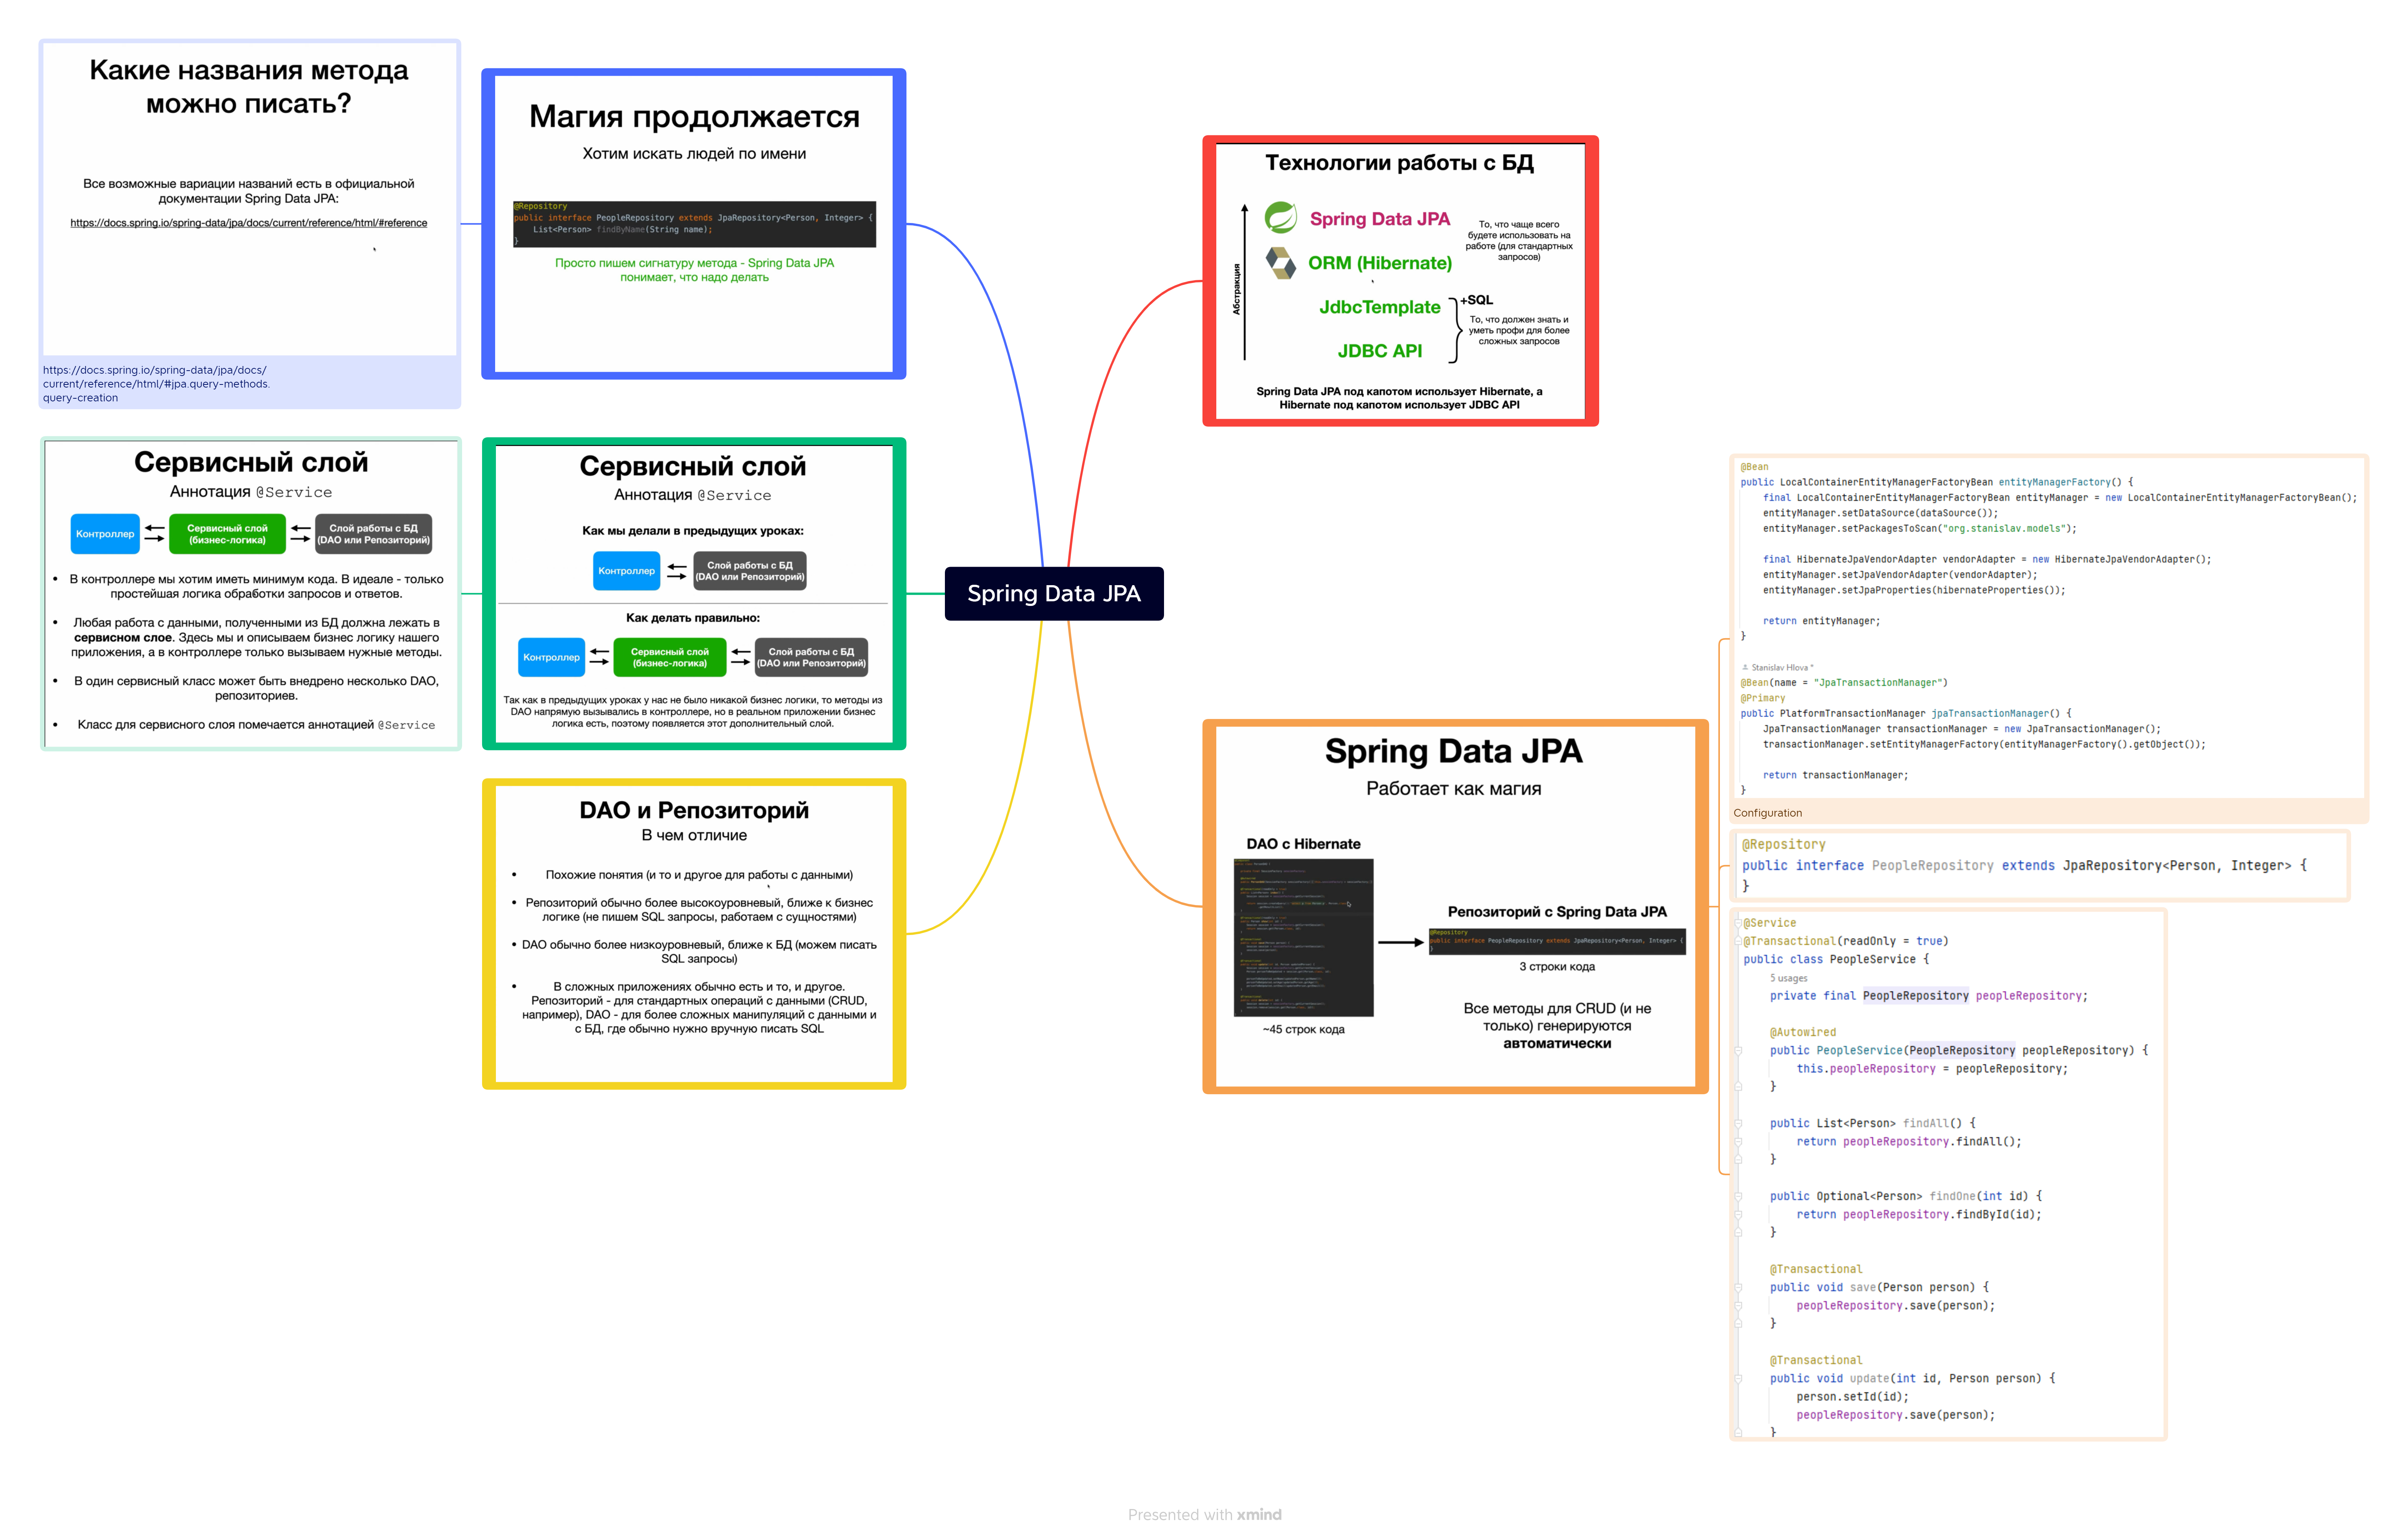 Какие названия метода
можно писать?
Все возможные вариации названий есть в официальной
документации Spring Data JPA:
https://docs.spring.io/spring-data/jpa/docs/current/reference/html/#reference
https://docs.spring.io/spring-data/jpa/docs/
current/reference/html/#jpa.query-methods.
query-creation
Магия продолжается
Хотим искать людей по имени
@Repository
public interface PeopleRepository extends JpaRepository<Person, Integer> {
List<Person> findByName(String name);
}
Просто пишем сигнатуру метода - Spring Data JPA
понимает, что надо делать
Сервисный слой
Аннотация @Service
Контроллер
Сервисный слой
(бизнес-логика)
Слой работы с БД
(DAO или Репозиторий)
• В контроллере мы хотим иметь минимум кода. В идеале - только
простейшая логика обработки запросов и ответов.
• Любая работа с данными, полученными из БД должна лежать в
сервисном слое. Здесь мы и описываем бизнес логику нашего
приложения, а в контроллере только вызываем нужные методы.
• В один сервисный класс может быть внедрено несколько DAO,
репозиториев.
• Класс для сервисного слоя помечается аннотацией @Service
Сервисный слой
Аннотация @Service
Как мы делали в предыдущих уроках:
Контроллер
Слой работы с БД
(DAO или Репозиторий)
Как делать правильно:
Контроллер
Сервисный слой
(бизнес-логика)
Слой работы с БД
(DAO или Репозиторий)
Так как в предыдущих уроках у нас не было никакой бизнес логики, то методы из
DAO напрямую вызывались в контроллере, но в реальном приложении бизнес
логика есть, поэтому появляется этот дополнительный слой.
DAO и Репозиторий
В чем отличие
• Похожие понятия (и то и другое для работы с данными)
• Репозиторий обычно более высокоуровневый, ближе к бизнес
логике (не пишем SQL запросы, работаем с сущностями)
• DAO обычно более низкоуровневый, ближе к БД (можем писать
SQL запросы)
• В сложных приложениях обычно есть и то, и другое.
Репозиторий - для стандартных операций с данными (CRUD,
например), DAO - для более сложных манипуляций с данными и
с БД, где обычно нужно вручную писать SQL
Spring Data JPA
Технологии работы с БД
Абстракция
Spring Data JPA
ORM (Hibernate)
То, что чаще всего
будете использовать на
работе (для стандартных
запросов)
JdbcTemplate
JDBC API
+SQL
То, что должен знать и
уметь профи для более
сложных запросов
Spring Data JPA под капотом использует Hibernate, а
Hibernate под капотом использует JDBC API
Spring Data JPA
Работает как магия
DAO с Hibernate
~45 строк кода
Репозиторий с Spring Data JPA
@Repository
public interface PeopleRepository extends JpaRepository<Person, Integer> {
}
3 строки кода
Все методы для CRUD (и не
только) генерируются
автоматически
@Bean
public LocalContainerEntityManagerFactoryBean entityManagerFactory() {
final LocalContainerEntityManagerFactoryBean entityManager = new LocalContainerEntityManagerFactoryBean();
entityManager.setDataSource(dataSource());
entityManager.setPackagesToScan("org.stanislav.models");
final HibernateJpaVendorAdapter vendorAdapter = new HibernateJpaVendorAdapter();
entityManager.setJpaVendorAdapter(vendorAdapter);
entityManager.setJpaProperties(hibernateProperties());
return entityManager;
}
Stanislav Hlova *
@Bean(name = "JpaTransactionManager")
@Primary
public PlatformTransactionManager jpaTransactionManager() {
JpaTransactionManager transactionManager = new JpaTransactionManager();
transactionManager.setEntityManagerFactory(entityManagerFactory().getObject());
return transactionManager;
}
Configuration
@Repository
public interface PeopleRepository extends JpaRepository<Person, Integer> {
}
@Service
@Transactional(readOnly = true)
public class PeopleService {
5 usages
private final PeopleRepository peopleRepository;
@Autowired
public PeopleService(PeopleRepository peopleRepository) {
this.peopleRepository = peopleRepository;
}
public List<Person> findAll() {
return peopleRepository.findAll();
}
public Optional<Person> findOne(int id) {
return peopleRepository.findById(id);
}
@Transactional
public void save(Person person) {
peopleRepository.save(person);
}
@Transactional
public void update(int id, Person person) {
person.setId(id);
peopleRepository.save(person);
}
Presented with xmind